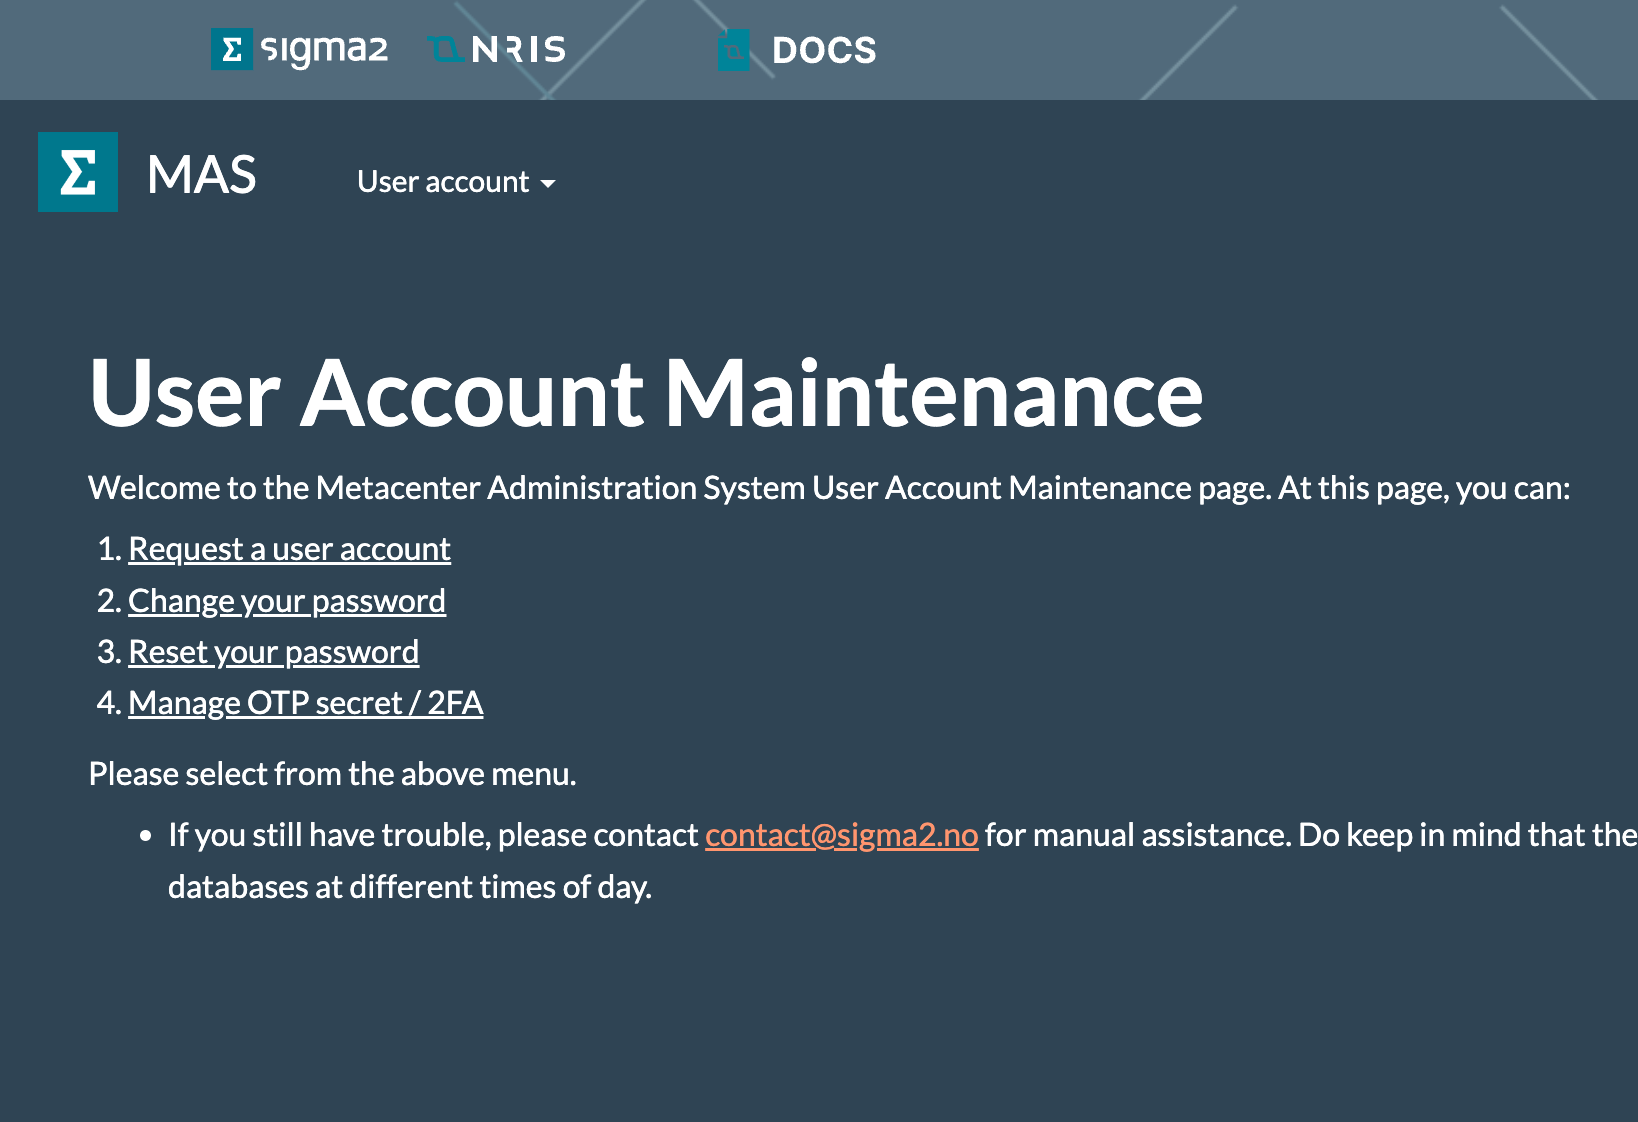 Σ sigma2 NRIS DOCS
Σ MAS User account
User Account Maintenance
Welcome to the Metacenter Administration System User Account Maintenance page. At this page, you can:
1. Request a user account
2. Change your password
3. Reset your password
4. Manage OTP secret / 2FA
Please select from the above menu.
• If you still have trouble, please contact contact@sigma2.no for manual assistance. Do keep in mind that the
databases at different times of day.